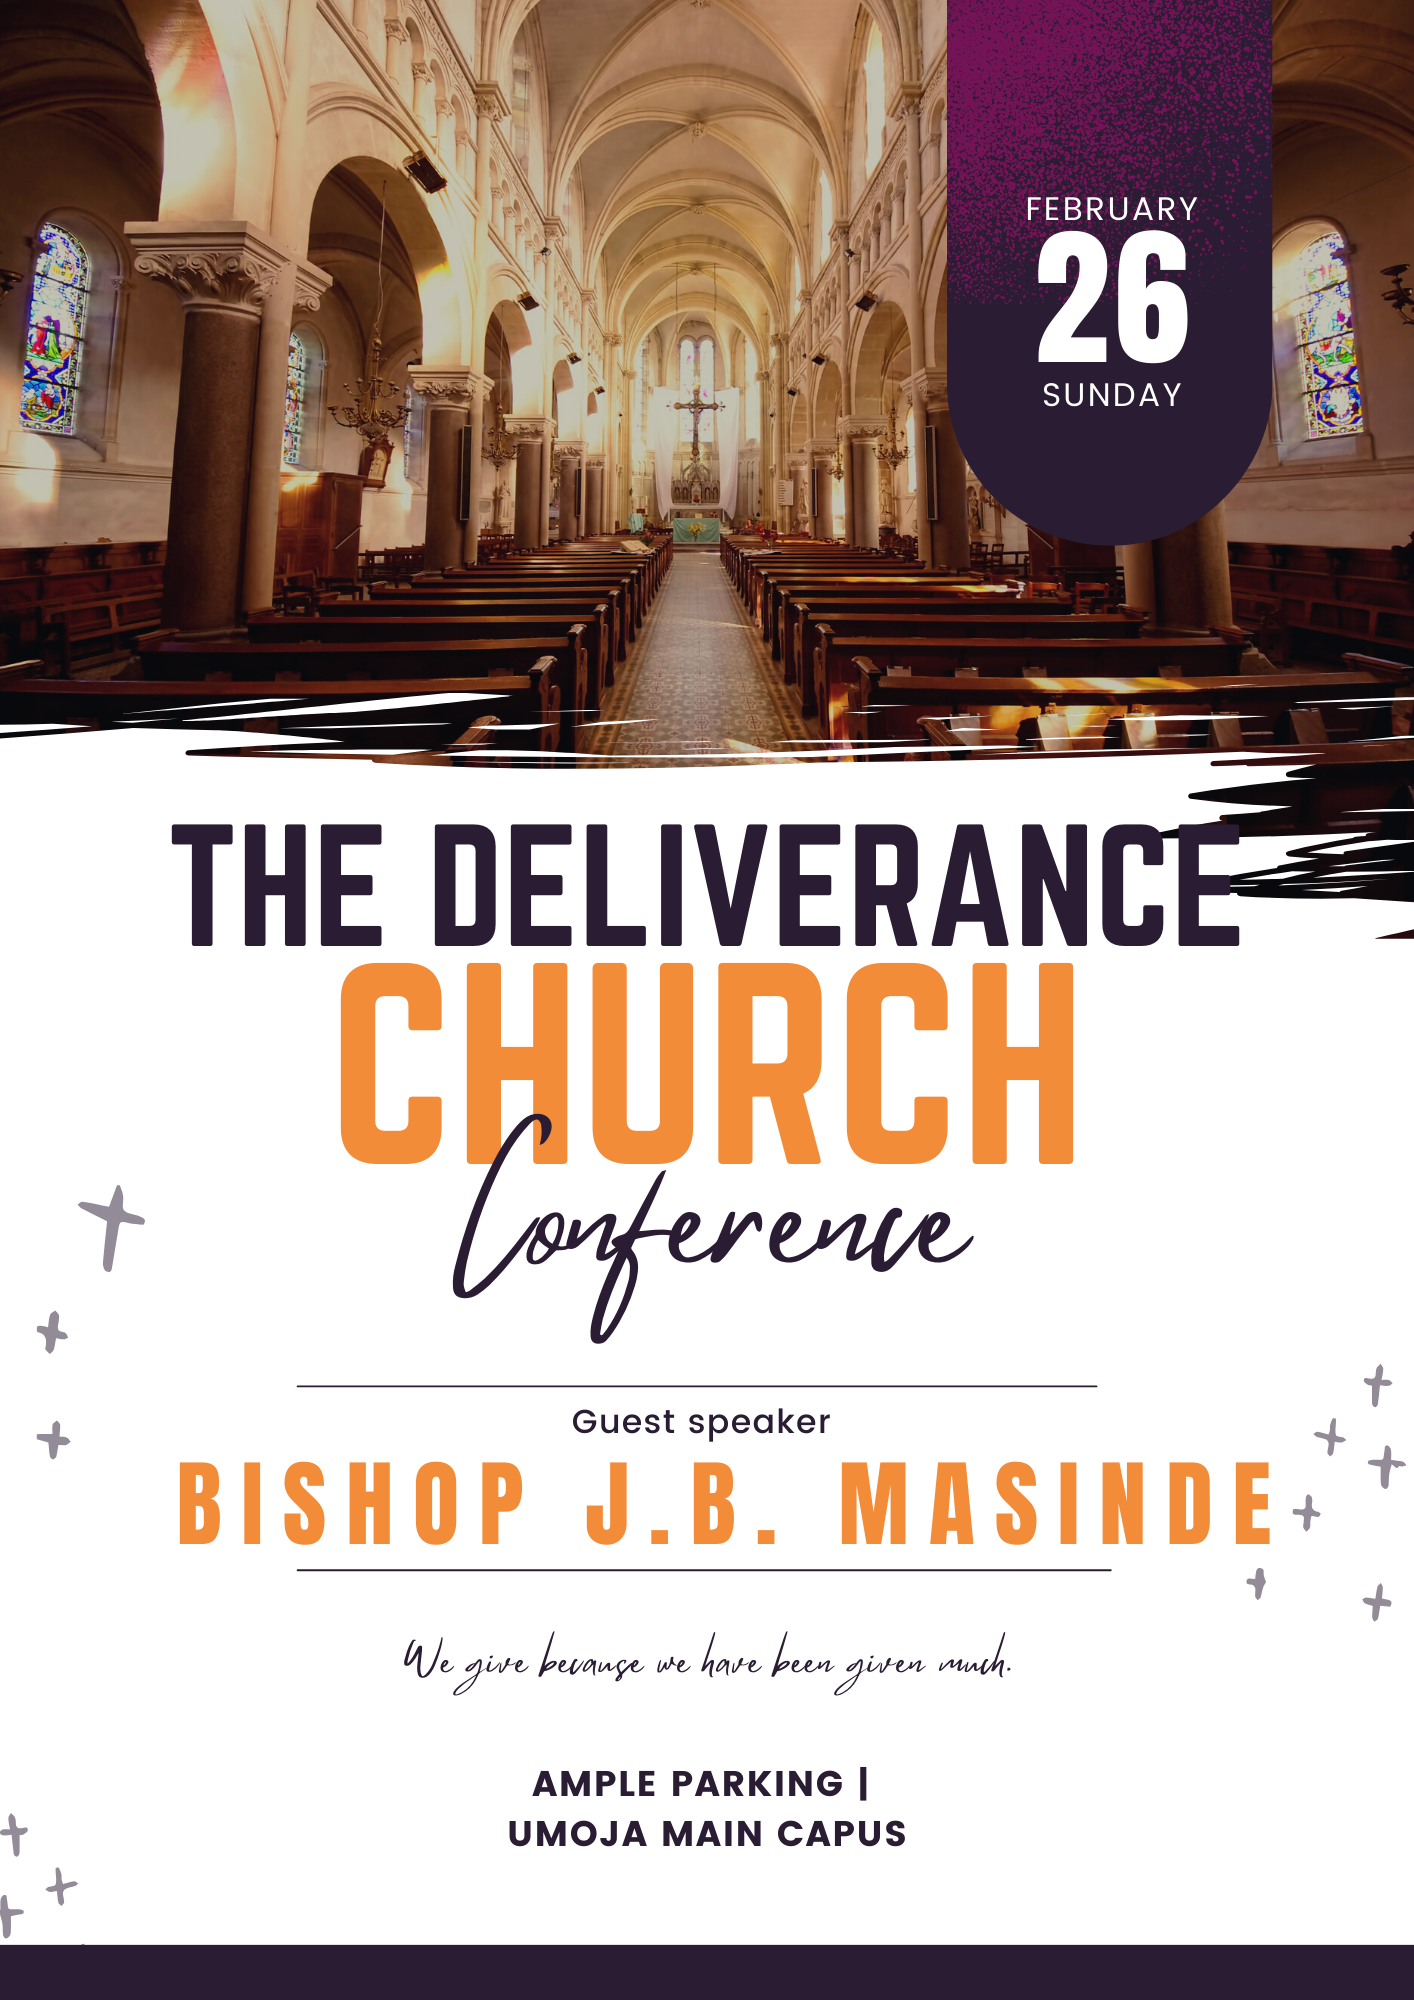 FEBRUARY
26
SUNDAY
THE DELIVERANCE
CHURCH
Conference
Guest speaker
BISHOP J.B. MASINDE
We give because we have been given much.
AMPLE PARKING |
UMOJA MAIN CAPUS